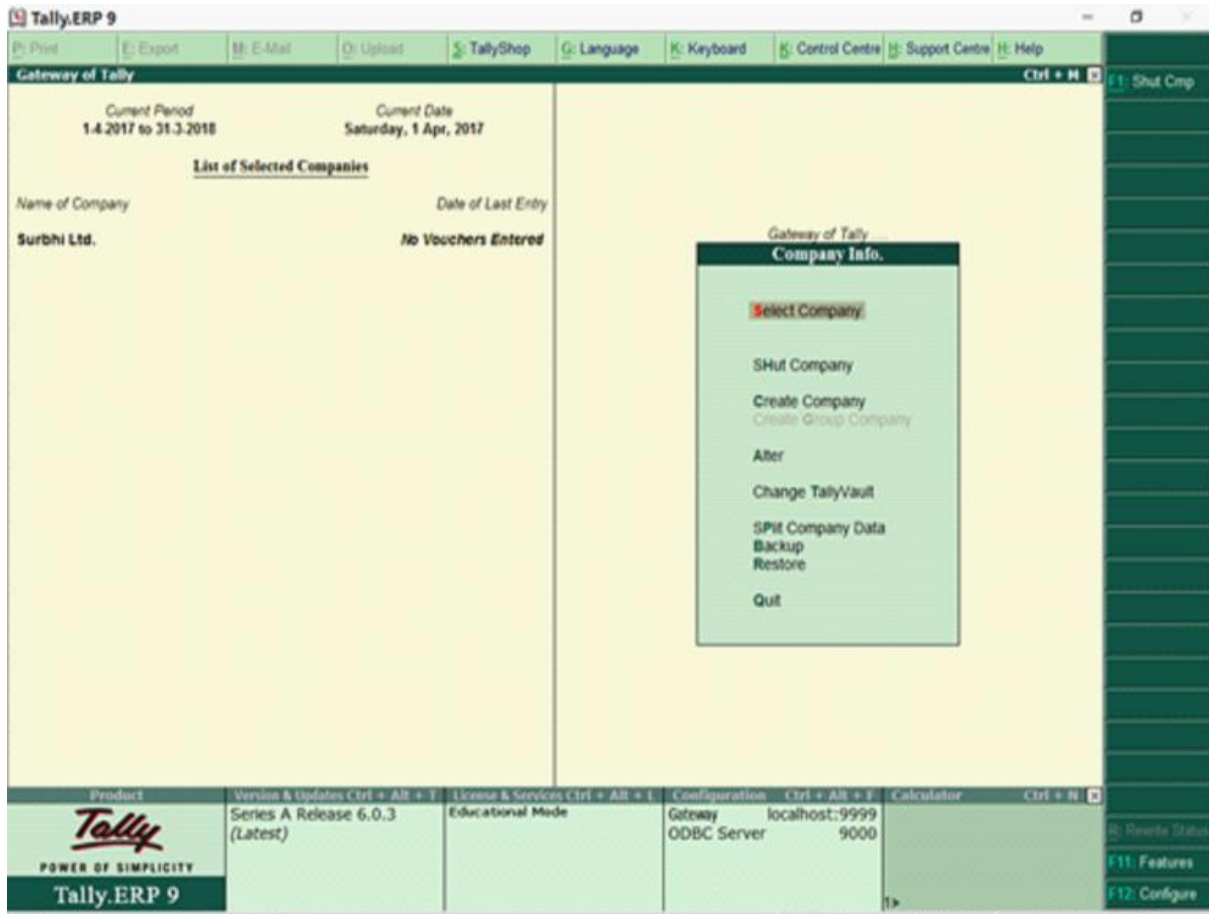 Tally.ERP 9
P: Print E: Export M: E-Mail O: Upload S: TallyShop G: Language K: Keyboard K: Control Centre H: Support Centre H: Help
Gateway of Tally Ctrl + M
F1: Shut Cmp
Current Period Current Date
1-4-2017 to 31-3-2018 Saturday, 1 Apr, 2017
List of Selected Companies
Name of Company Date of Last Entry
Surbhi Ltd. No Vouchers Entered
Gateway of Tally ....
Company Info.
Select Company
SHut Company
Create Company
Create Group Company
Alter
Change TallyVault
SPlit Company Data
Backup
Restore
Quit
Product Version & Updates Ctrl + Alt + T License & Services Ctrl + Alt + L Configuration Ctrl + Alt + F Calculator Ctrl + N
Tally
POWER OF SIMPLICITY
Tally.ERP 9
Series A Release 6.0.3
(Latest)
Educational Mode
Gateway localhost:9999
ODBC Server 9000
1>
R: Rewrite Status
F11: Features
F12: Configure